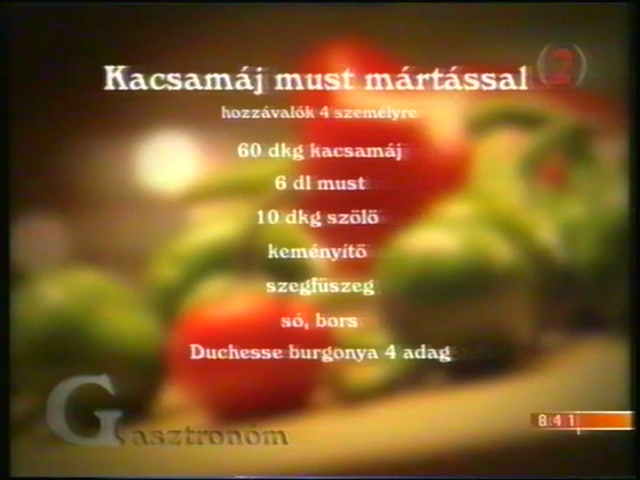 Kacsamáj must mártással
2
hozzávalók 4 személyre
60 dkg kacsamáj
6 dl must
10 dkg szőlő
keményítő
szegfűszeg
só, bors
Duchesse burgonya 4 adag
Gasztronóm
8:41